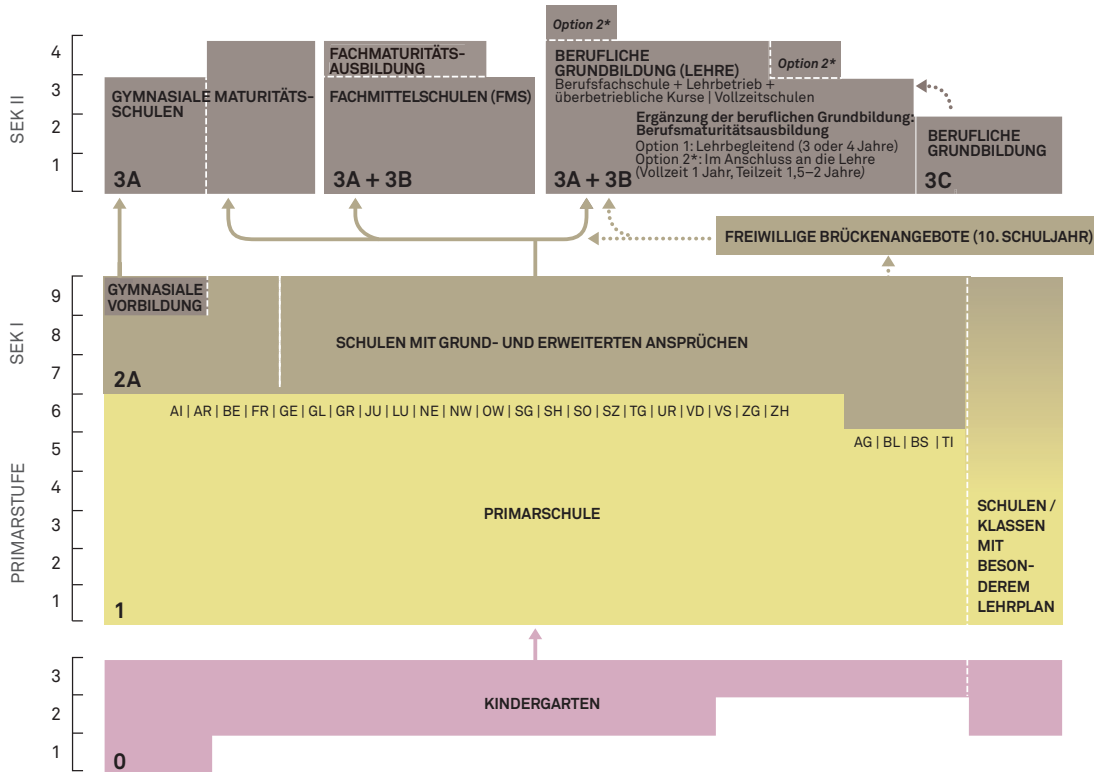 SEK II
4
3
2
1
Option 2*
FACHMATURITÄTS-
AUSBILDUNG
BERUFLICHE
GRUNDBILDUNG (LEHRE)
Option 2*
Berufsfachschule + Lehrbetrieb +
überbetriebliche Kurse | Vollzeitschulen
GYMNASIALE MATURITÄTS-
SCHULEN
FACHMITTELSCHULEN (FMS)
Ergänzung der beruflichen Grundbildung:
Berufsmaturitätsausbildung
Option 1: Lehrbegleitend (3 oder 4 Jahre)
Option 2*: Im Anschluss an die Lehre
(Vollzeit 1 Jahr, Teilzeit 1,5–2 Jahre)
BERUFLICHE
GRUNDBILDUNG
3A
3A + 3B
3A + 3B
3C
FREIWILLIGE BRÜCKENANGEBOTE (10. SCHULJAHR)
SEK I
9
8
7
GYMNASIALE
VORBILDUNG
SCHULEN MIT GRUND- UND ERWEITERTEN ANSPRÜCHEN
2A
PRIMARSTUFE
6
5
4
3
2
1
AI | AR | BE | FR | GE | GL | GR | JU | LU | NE | NW | OW | SG | SH | SO | SZ | TG | UR | VD | VS | ZG | ZH
AG | BL | BS | TI
PRIMARSCHULE
SCHULEN /
KLASSEN
MIT
BESON-
DEREM
LEHRPLAN
1
3
2
1
KINDERGARTEN
0